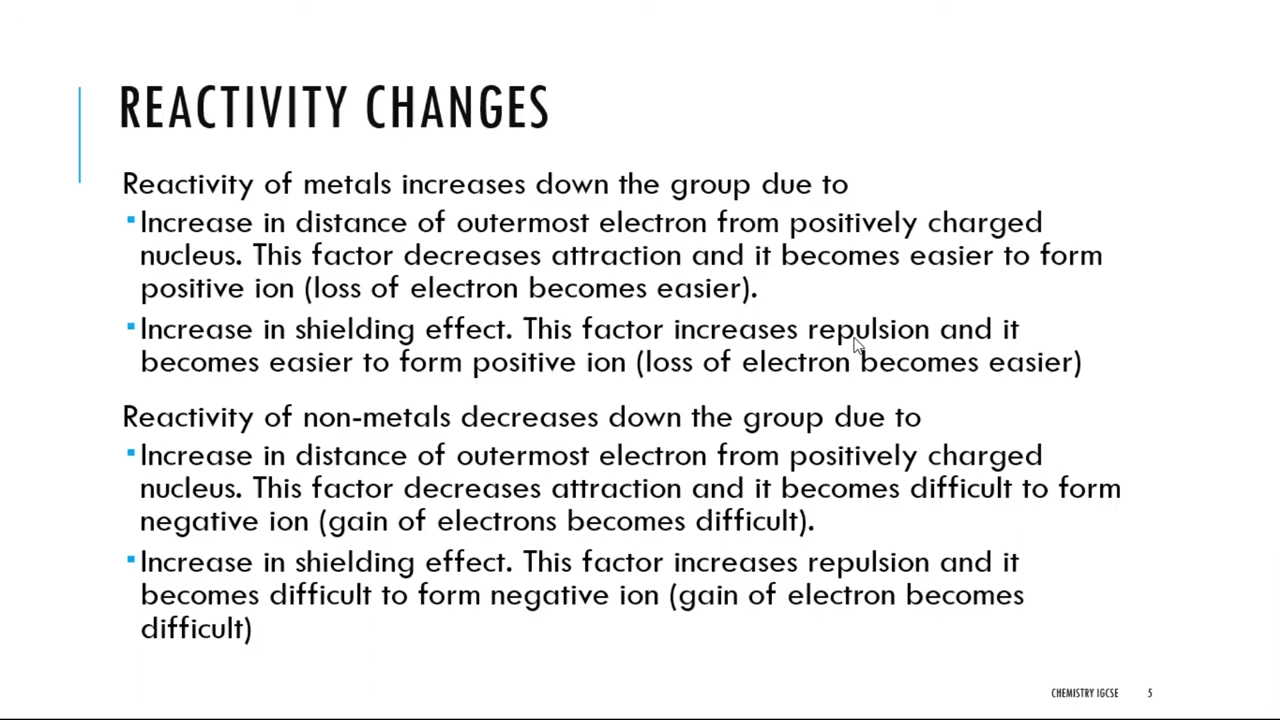 REACTIVITY CHANGES
Reactivity of metals increases down the group due to
▪Increase in distance of outermost electron from positively charged
nucleus. This factor decreases attraction and it becomes easier to form
positive ion (loss of electron becomes easier).
▪Increase in shielding effect. This factor increases repulsion and it
becomes easier to form positive ion (loss of electron becomes easier)
Reactivity of non-metals decreases down the group due to
▪Increase in distance of outermost electron from positively charged
nucleus. This factor decreases attraction and it becomes difficult to form
negative ion (gain of electrons becomes difficult).
▪Increase in shielding effect. This factor increases repulsion and it
becomes difficult to form negative ion (gain of electron becomes
difficult)
CHEMISTRY IGCSE 5